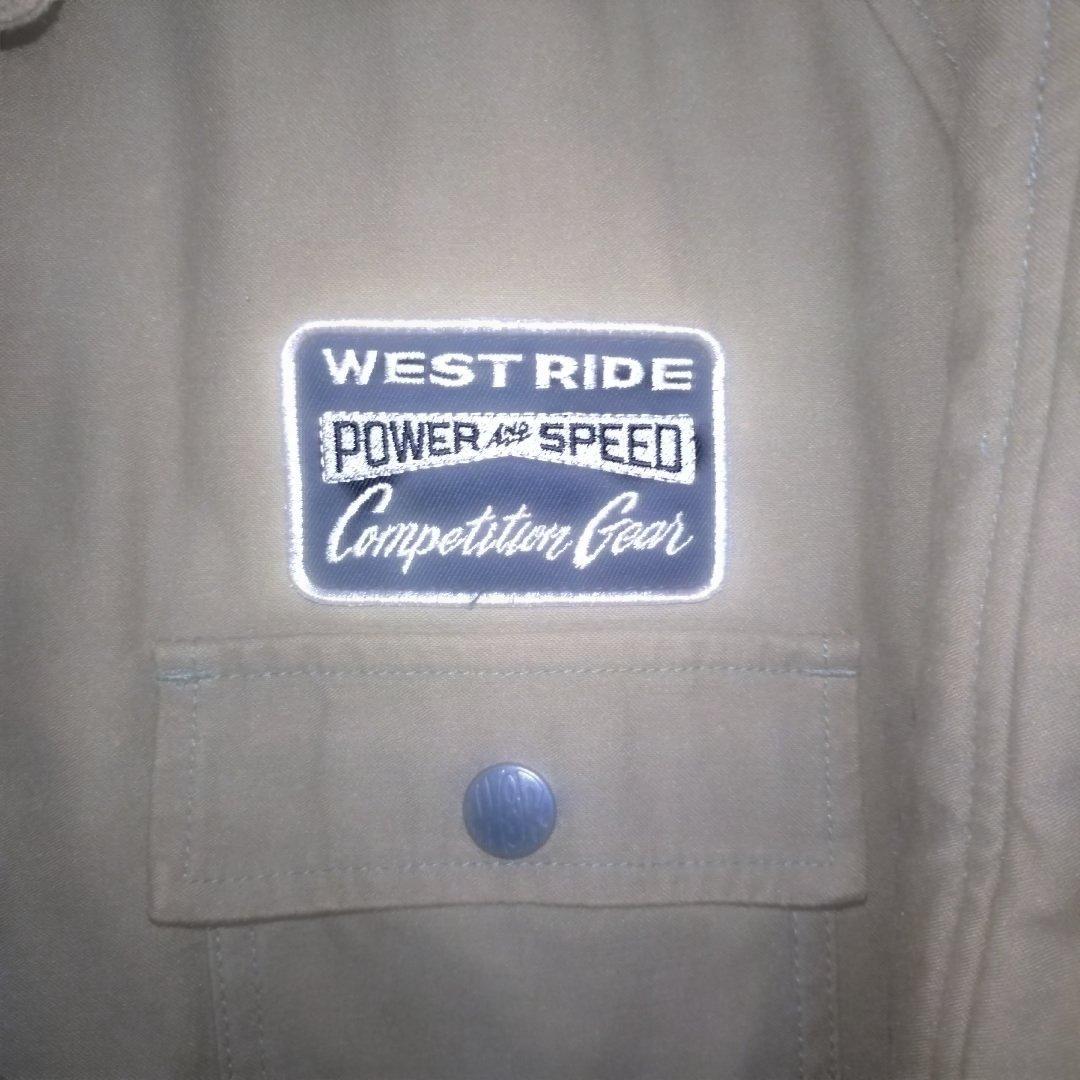 WEST RIDE
POWER AND SPEED
Competition Gear